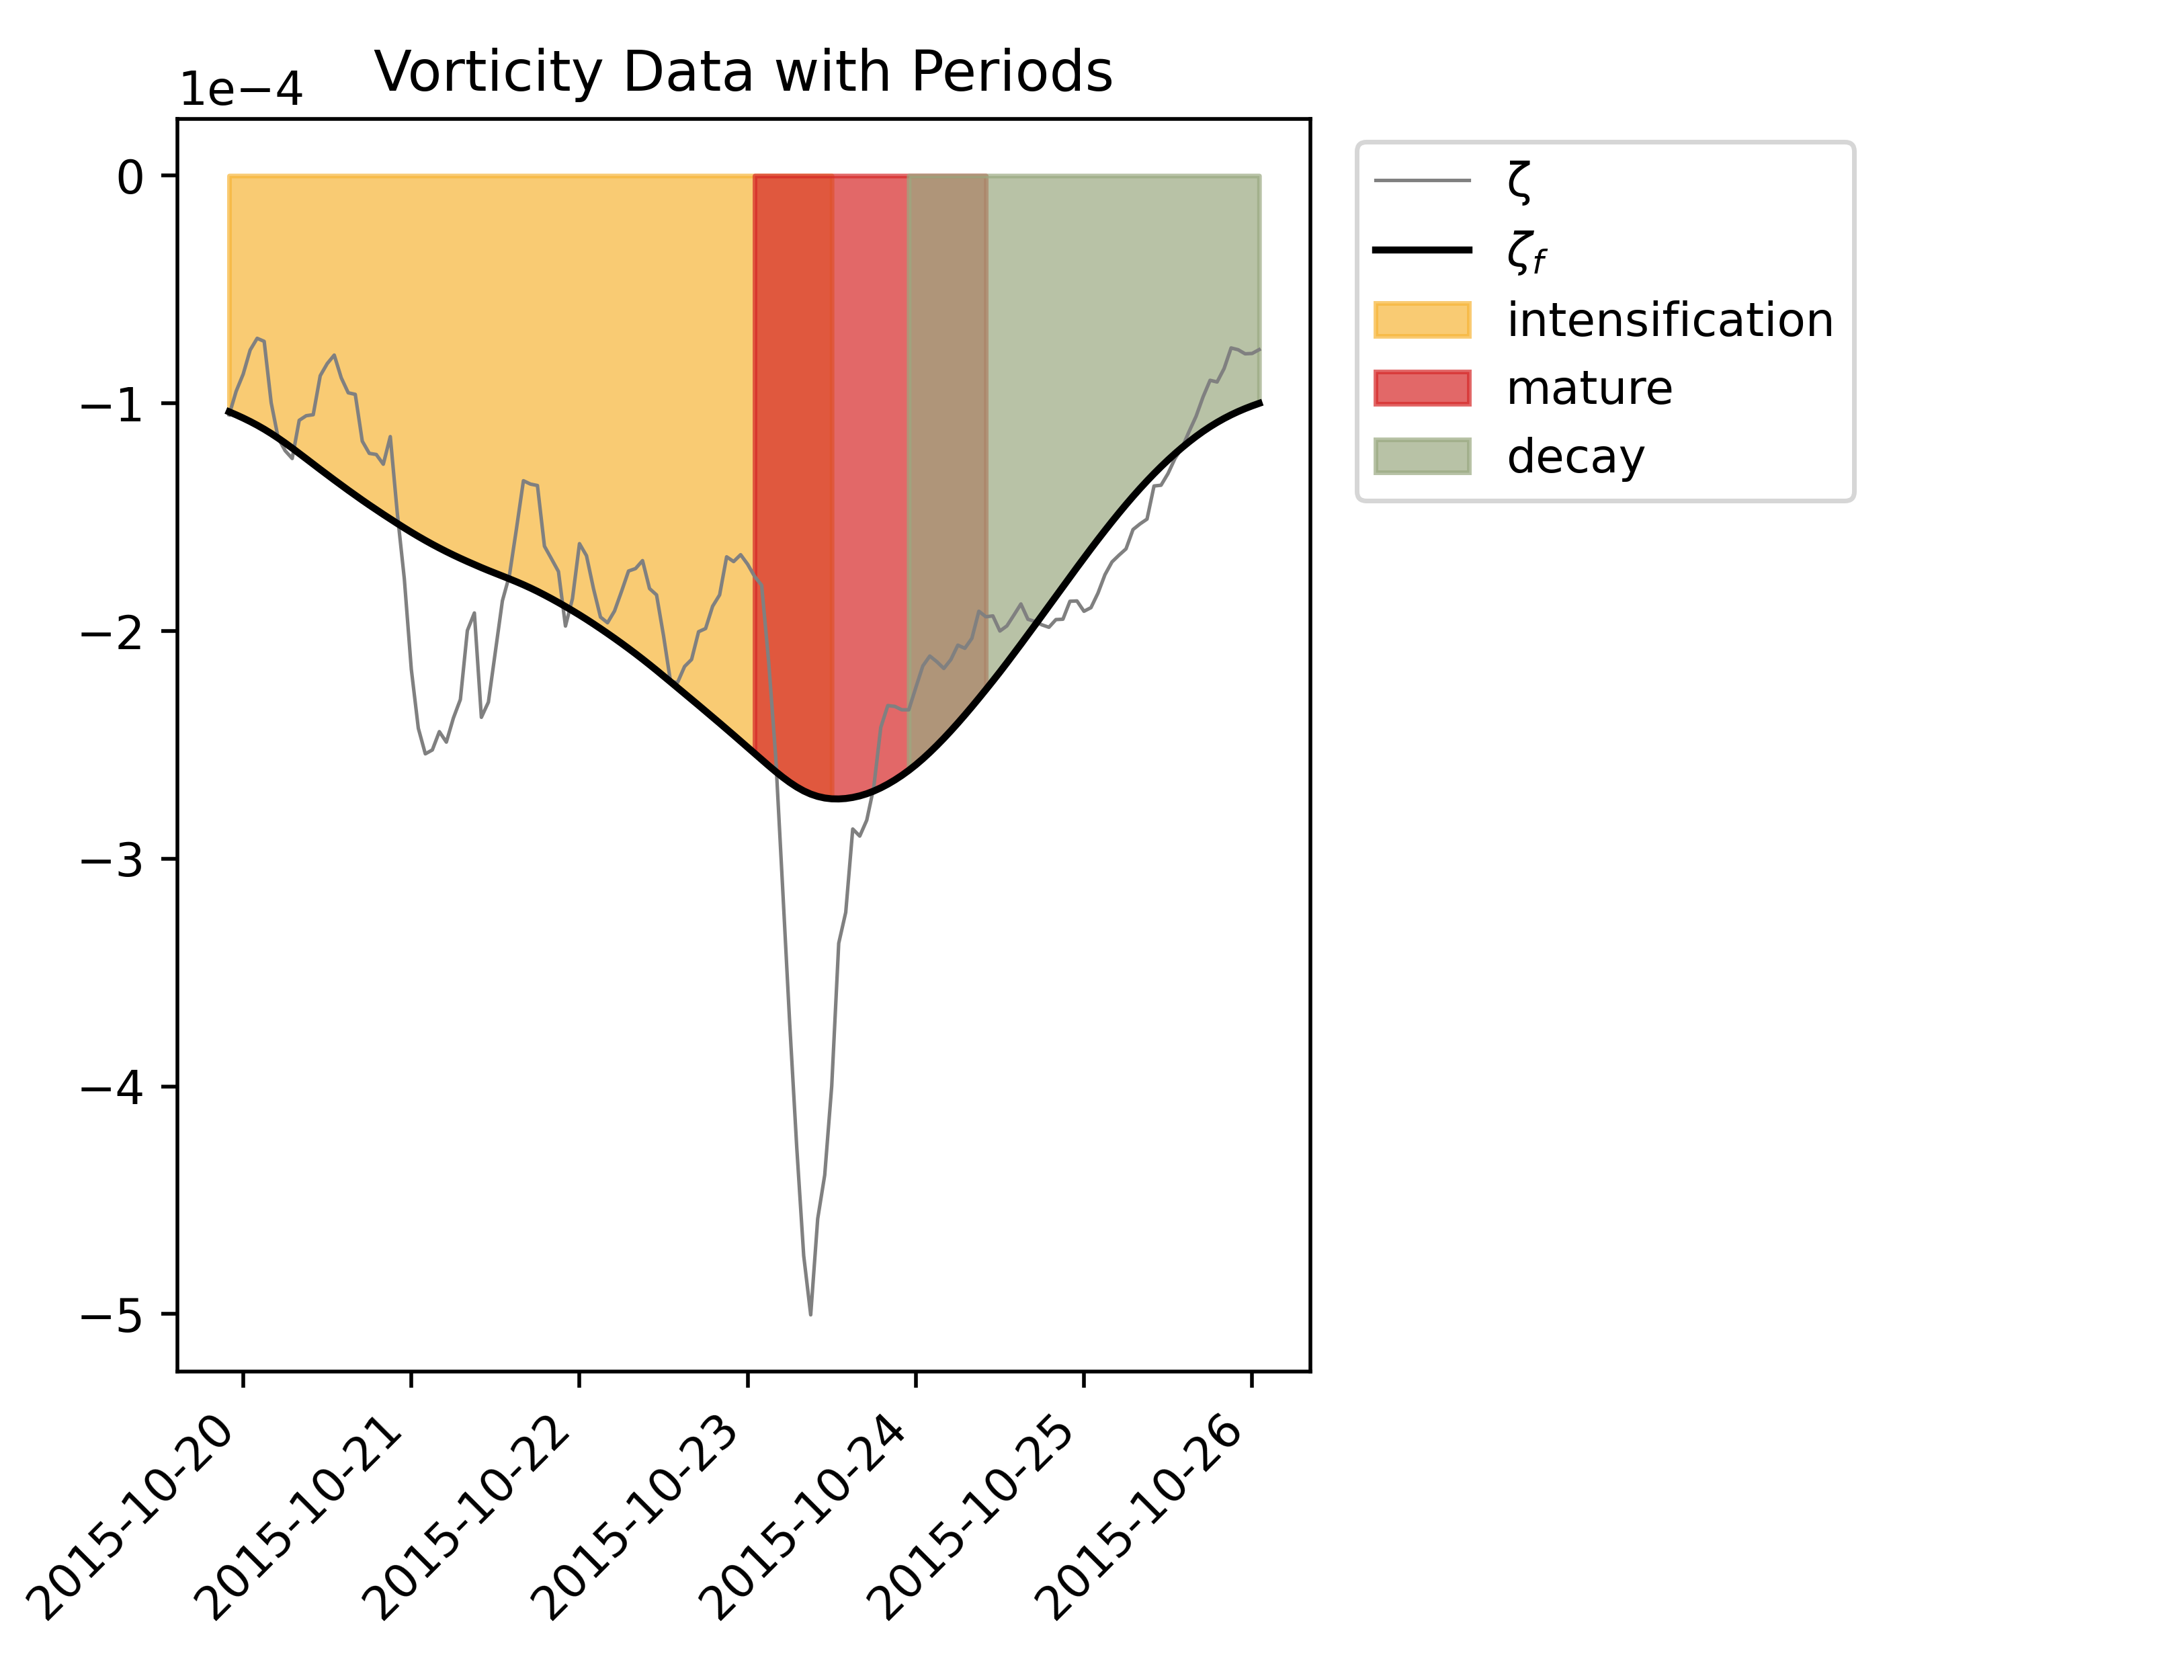 Vorticity Data with Periods
1e−4
0
−1
−2
−3
−4
−5
2015-10-20
2015-10-21
2015-10-22
2015-10-23
2015-10-24
2015-10-25
2015-10-26
ζ
ζf
intensification
mature
decay